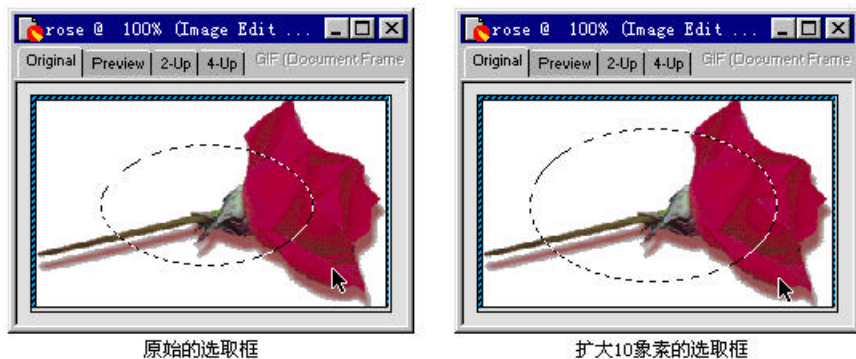 rose @ 100% (Image Edit ...
Original Preview 2-Up 4-Up GIF (Document Frame
原始的选取框
rose @ 100% (Image Edit ...
Original Preview 2-Up 4-Up GIF (Document Frame
扩大10象素的选取框